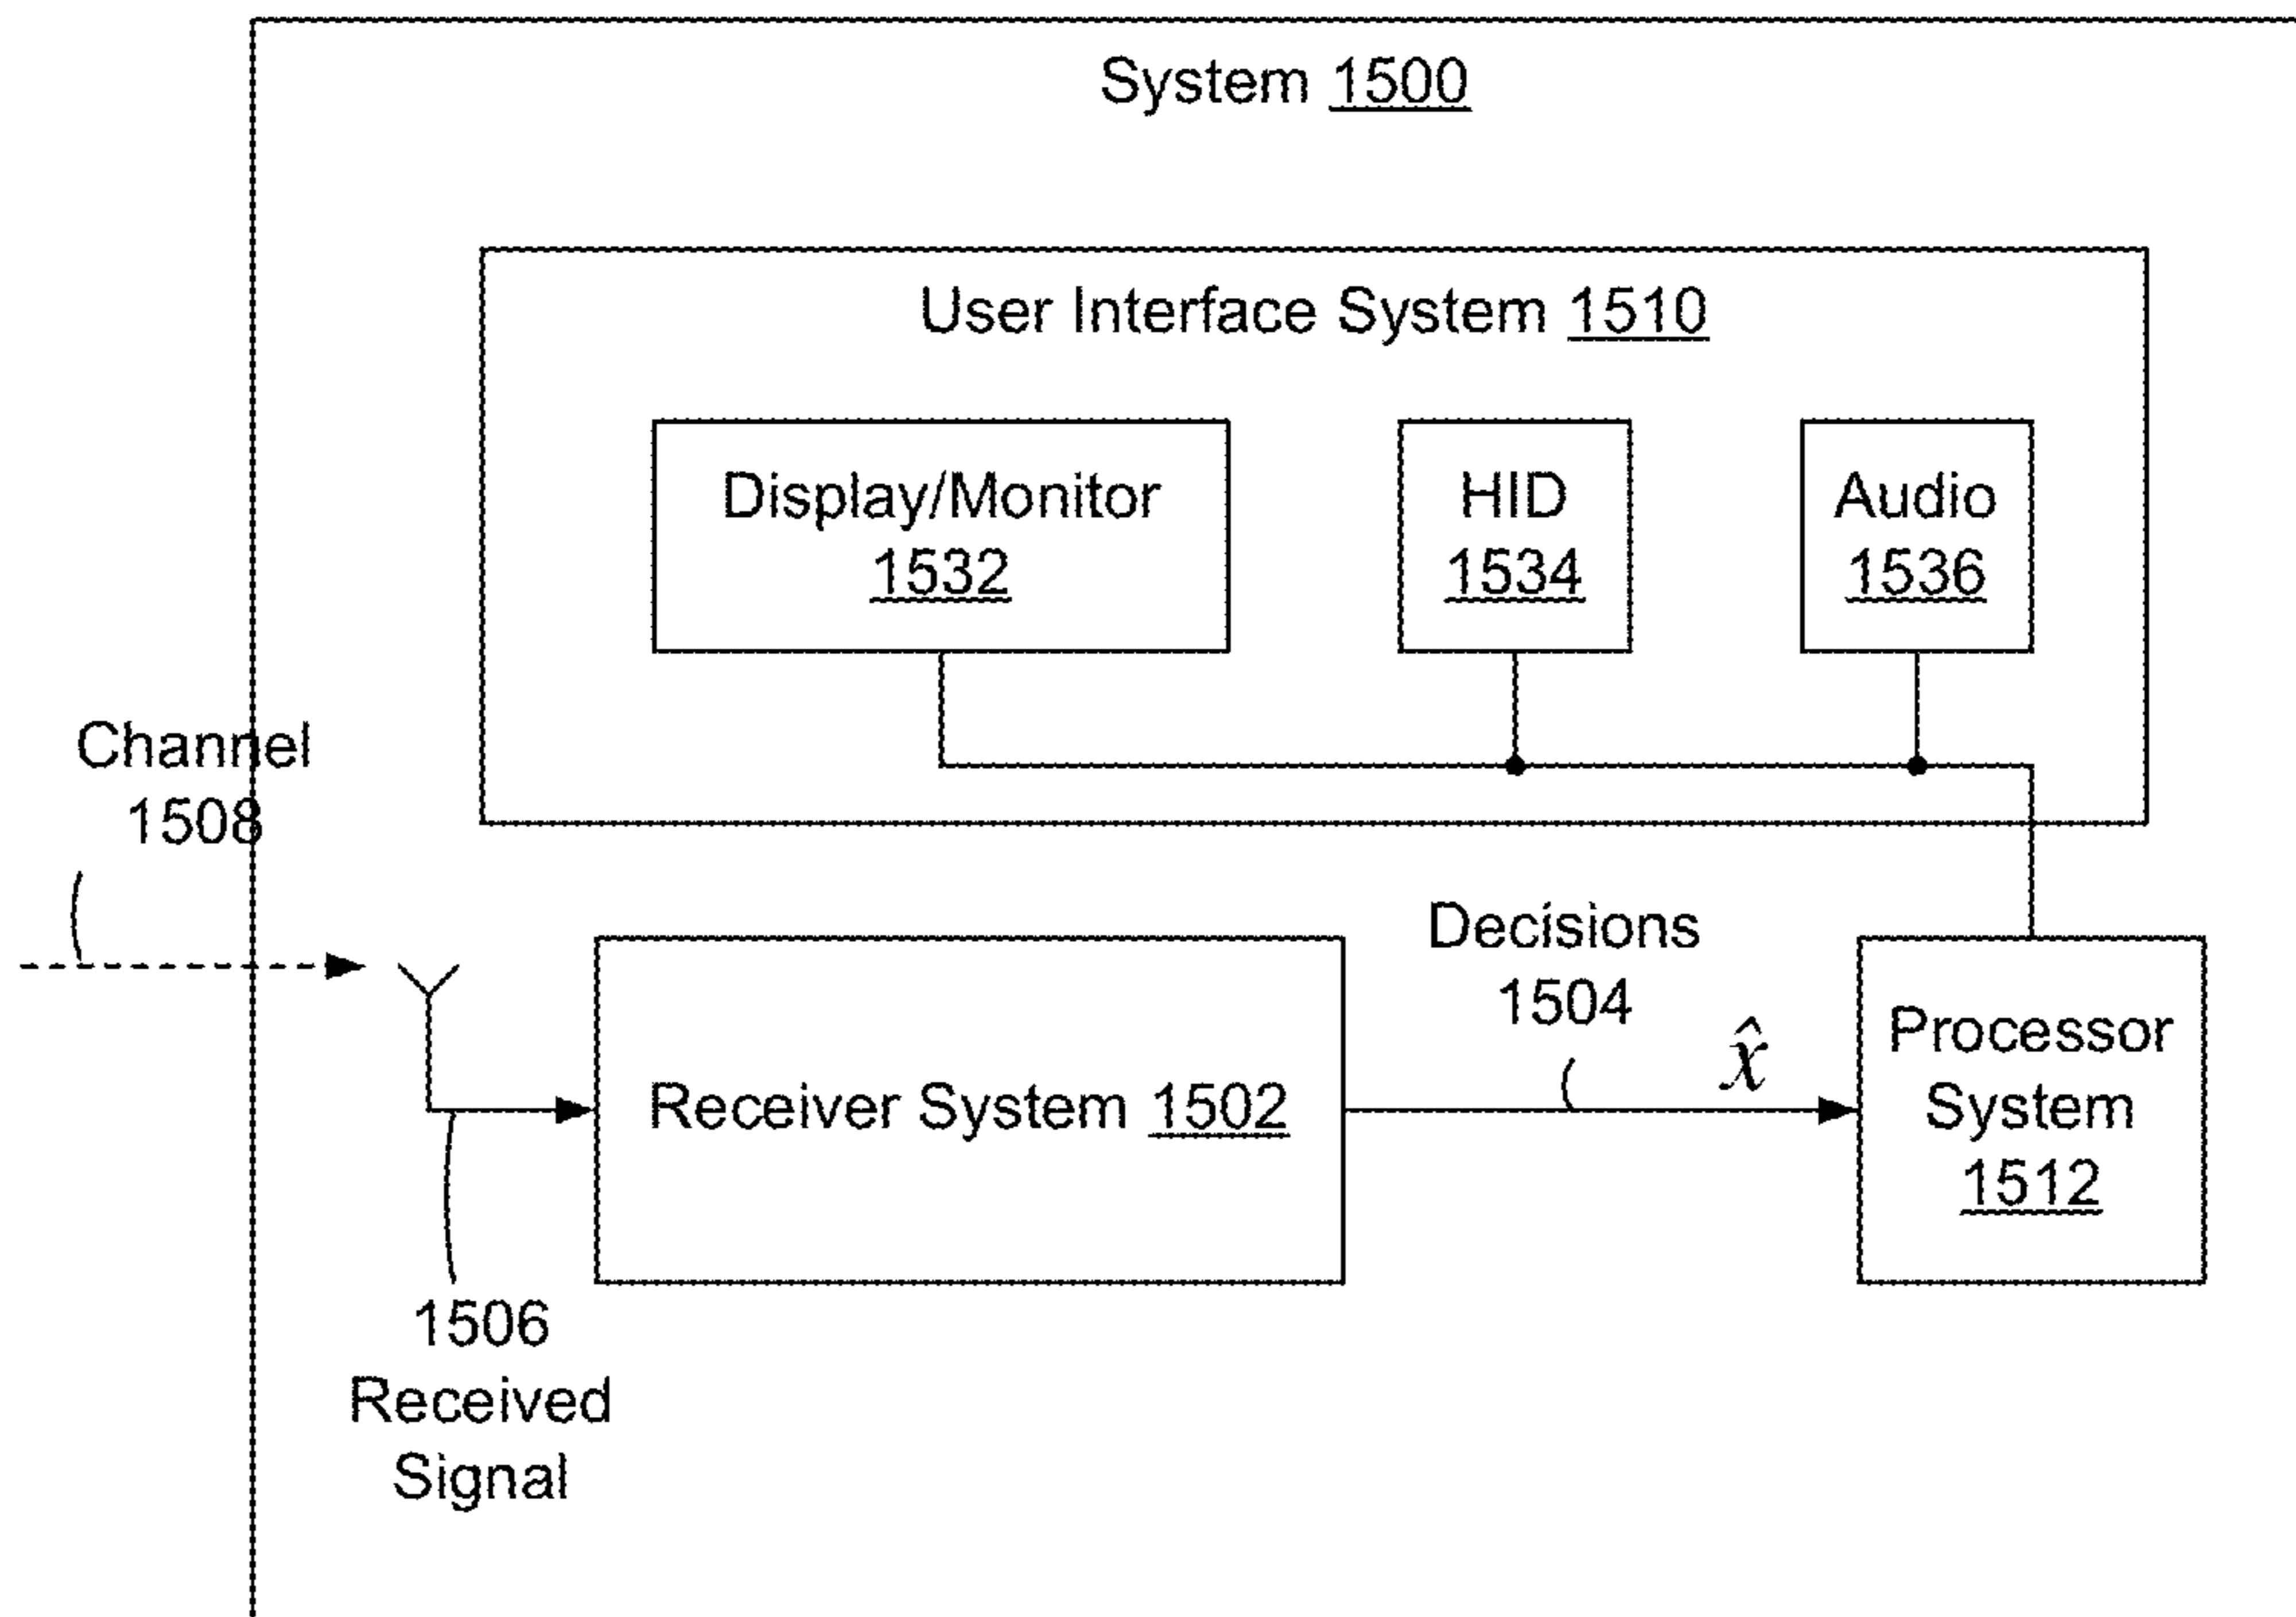 System 1500
User Interface System 1510
Display/Monitor
1532
HID
1534
Audio
1536
Channel
1508
Decisions
1504
x̂
Receiver System 1502
Processor
System
1512
1506
Received
Signal